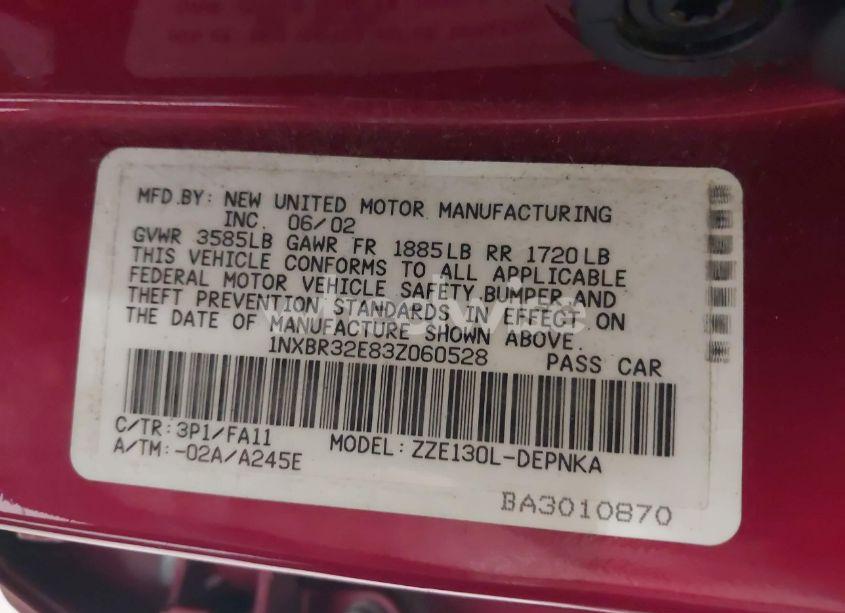 MFD.BY: NEW UNITED MOTOR MANUFACTURING
INC. 06/02
GVWR 3585LB GAWR FR 1885LB RR 1720LB
THIS VEHICLE CONFORMS TO ALL APPLICABLE
FEDERAL MOTOR VEHICLE SAFETY,BUMPER AND
THEFT PREVENTION STANDARDS IN EFFECT ON
THE DATE OF MANUFACTURE SHOWN ABOVE.
1NXBR32E83Z060528 PASS CAR
C/TR:3P1/FA11 MODEL: ZZE130L-DEPNKA
A/TM:-02A/A245E
BA3010870